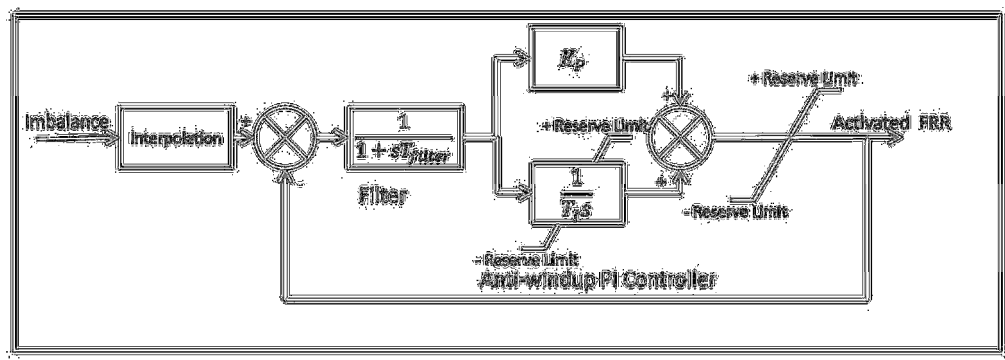 K_P
+ Reserve Limit
Imbalance
Interpolation
+
1
1 + sT_filter
Filter
+ Reserve Limit
+
Activated FRR
1
T_i s
+
- Reserve Limit
- Reserve Limit
Anti-windup PI Controller
-